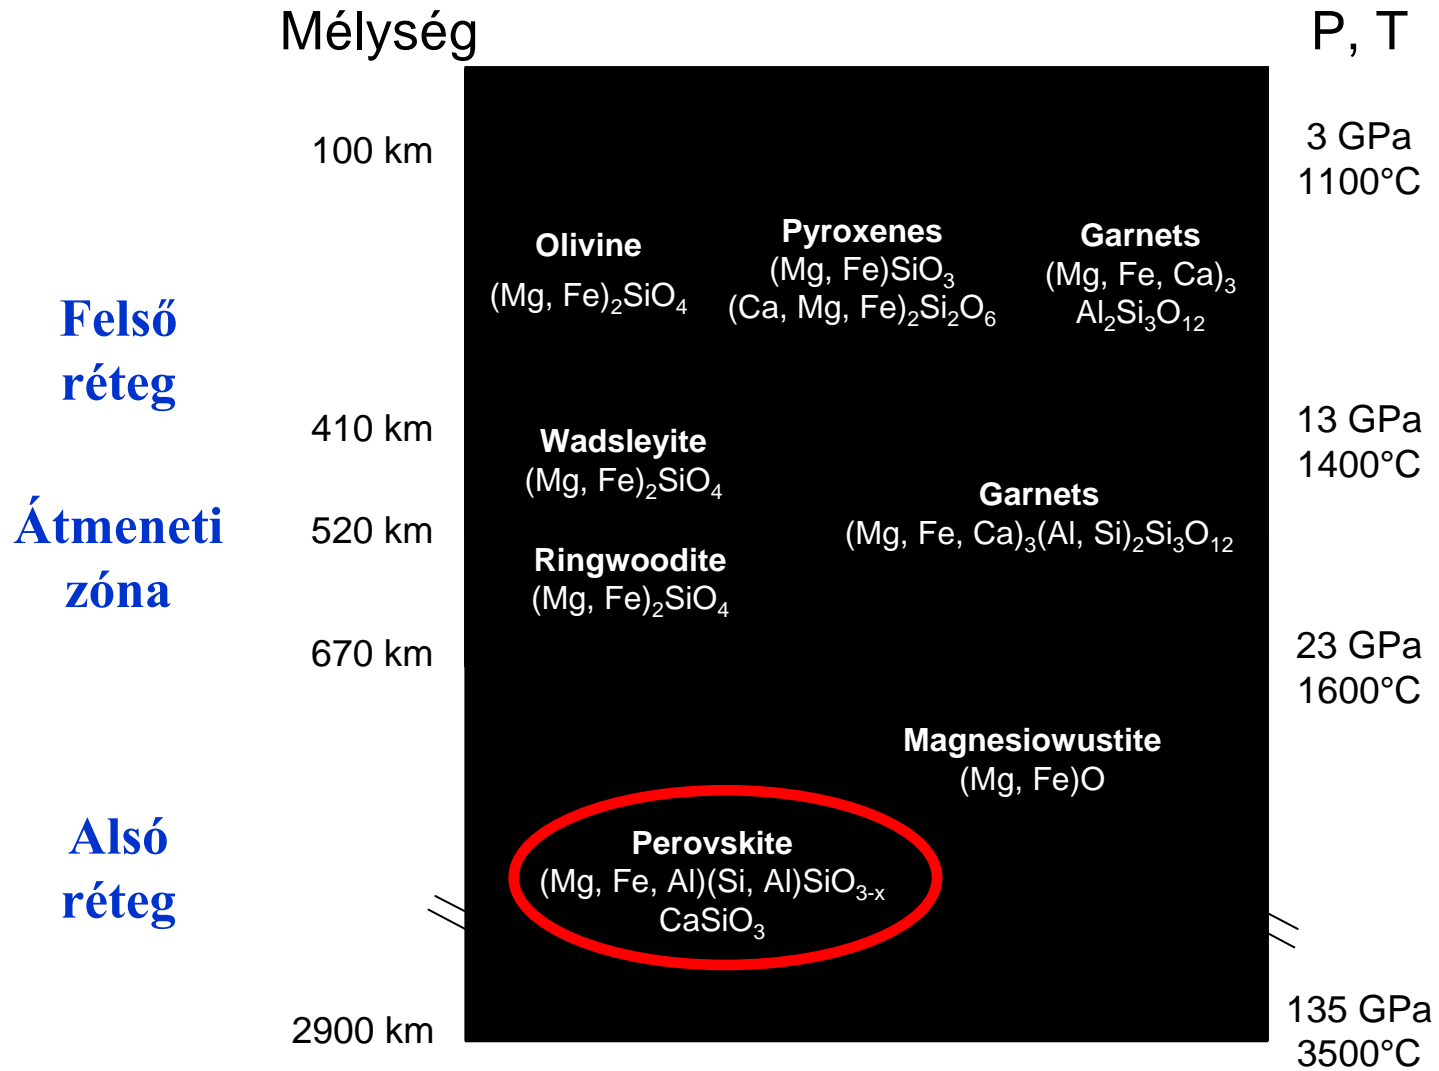 Mélység
P, T
100 km
3 GPa
1100°C
Olivine
(Mg, Fe)₂SiO₄
Pyroxenes
(Mg, Fe)SiO₃
(Ca, Mg, Fe)₂Si₂O₆
Garnets
(Mg, Fe, Ca)₃
Al₂Si₃O₁₂
Felső
réteg
410 km
13 GPa
1400°C
Wadsleyite
(Mg, Fe)₂SiO₄
Garnets
(Mg, Fe, Ca)₃(Al, Si)₂Si₃O₁₂
Átmeneti
zóna
520 km
Ringwoodite
(Mg, Fe)₂SiO₄
670 km
23 GPa
1600°C
Magnesiowustite
(Mg, Fe)O
Alsó
réteg
Perovskite
(Mg, Fe, Al)(Si, Al)SiO₃₋ₓ
CaSiO₃
2900 km
135 GPa
3500°C